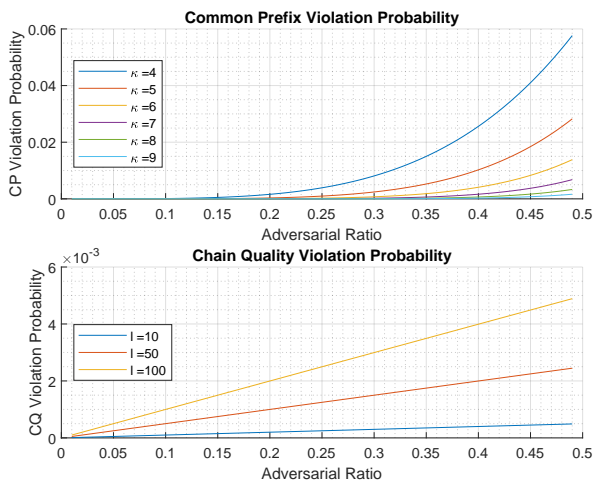 Common Prefix Violation Probability
0.06
0.04
0.02
0
CP Violation Probability
κ =4
κ =5
κ =6
κ =7
κ =8
κ =9
0 0.05 0.1 0.15 0.2 0.25 0.3 0.35 0.4 0.45 0.5
Adversarial Ratio
Chain Quality Violation Probability
×10⁻³
6
4
2
0
CQ Violation Probability
l =10
l =50
l =100
0 0.05 0.1 0.15 0.2 0.25 0.3 0.35 0.4 0.45 0.5
Adversarial Ratio